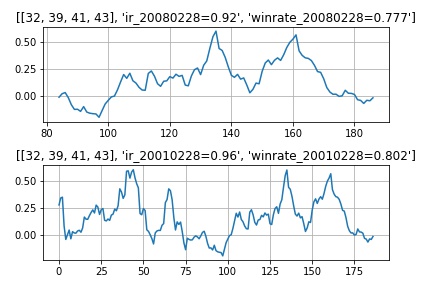 [[32, 39, 41, 43], 'ir_20080228=0.92', 'winrate_20080228=0.777']
0.50
0.25
0.00
80 100 120 140 160 180
[[32, 39, 41, 43], 'ir_20010228=0.96', 'winrate_20010228=0.802']
0.50
0.25
0.00
0 25 50 75 100 125 150 175